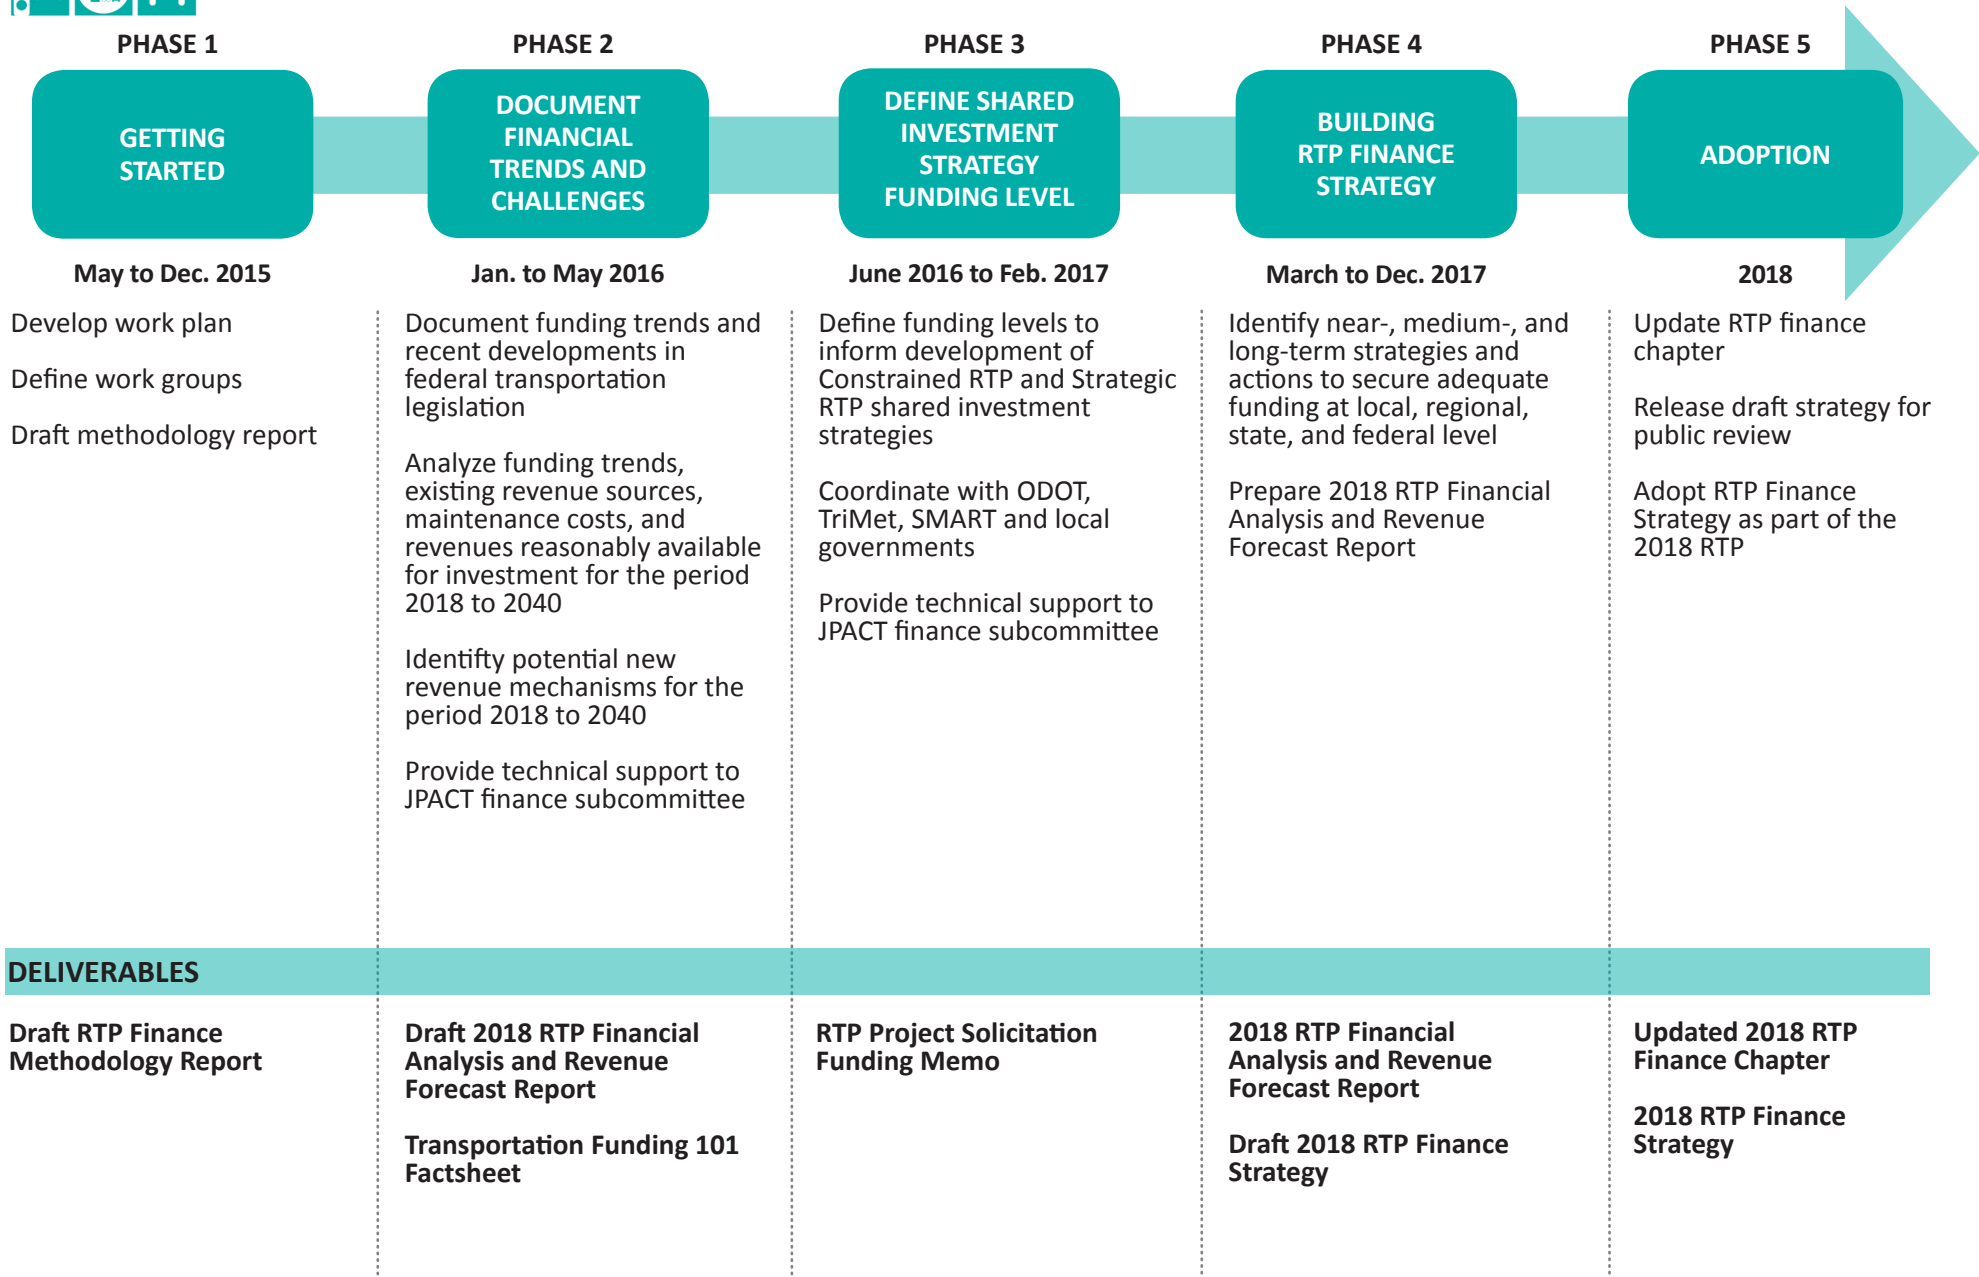 PHASE 1
GETTING
STARTED
May to Dec. 2015
Develop work plan
Define work groups
Draft methodology report
PHASE 2
DOCUMENT
FINANCIAL
TRENDS AND
CHALLENGES
Jan. to May 2016
Document funding trends and
recent developments in
federal transportation
legislation
Analyze funding trends,
existing revenue sources,
maintenance costs, and
revenues reasonably available
for investment for the period
2018 to 2040
Identifty potential new
revenue mechanisms for the
period 2018 to 2040
Provide technical support to
JPACT finance subcommittee
PHASE 3
DEFINE SHARED
INVESTMENT
STRATEGY
FUNDING LEVEL
June 2016 to Feb. 2017
Define funding levels to
inform development of
Constrained RTP and Strategic
RTP shared investment
strategies
Coordinate with ODOT,
TriMet, SMART and local
governments
Provide technical support to
JPACT finance subcommittee
PHASE 4
BUILDING
RTP FINANCE
STRATEGY
March to Dec. 2017
Identify near-, medium-, and
long-term strategies and
actions to secure adequate
funding at local, regional,
state, and federal level
Prepare 2018 RTP Financial
Analysis and Revenue
Forecast Report
PHASE 5
ADOPTION
2018
Update RTP finance
chapter
Release draft strategy for
public review
Adopt RTP Finance
Strategy as part of the
2018 RTP
DELIVERABLES
Draft RTP Finance
Methodology Report
Draft 2018 RTP Financial
Analysis and Revenue
Forecast Report
Transportation Funding 101
Factsheet
RTP Project Solicitation
Funding Memo
2018 RTP Financial
Analysis and Revenue
Forecast Report
Draft 2018 RTP Finance
Strategy
Updated 2018 RTP
Finance Chapter
2018 RTP Finance
Strategy